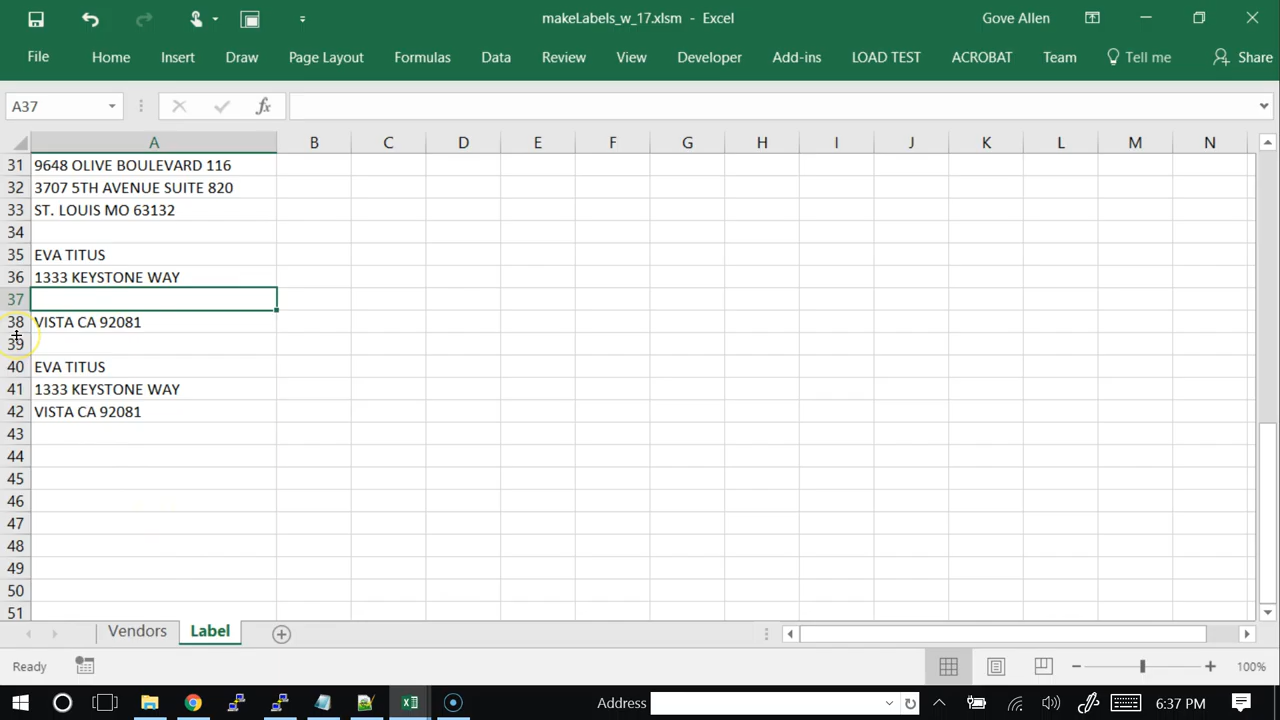 makeLabels_w_17.xlsm - Excel
Gove Allen
File Home Insert Draw Page Layout Formulas Data Review View Developer Add-ins LOAD TEST ACROBAT Team Tell me Share
A37 fx
A B C D E F G H I J K L M N
31 9648 OLIVE BOULEVARD 116
32 3707 5TH AVENUE SUITE 820
33 ST. LOUIS MO 63132
34
35 EVA TITUS
36 1333 KEYSTONE WAY
37
38 VISTA CA 92081
39
40 EVA TITUS
41 1333 KEYSTONE WAY
42 VISTA CA 92081
43
44
45
46
47
48
49
50
51
Vendors Label
Ready 100%
Address 6:37 PM